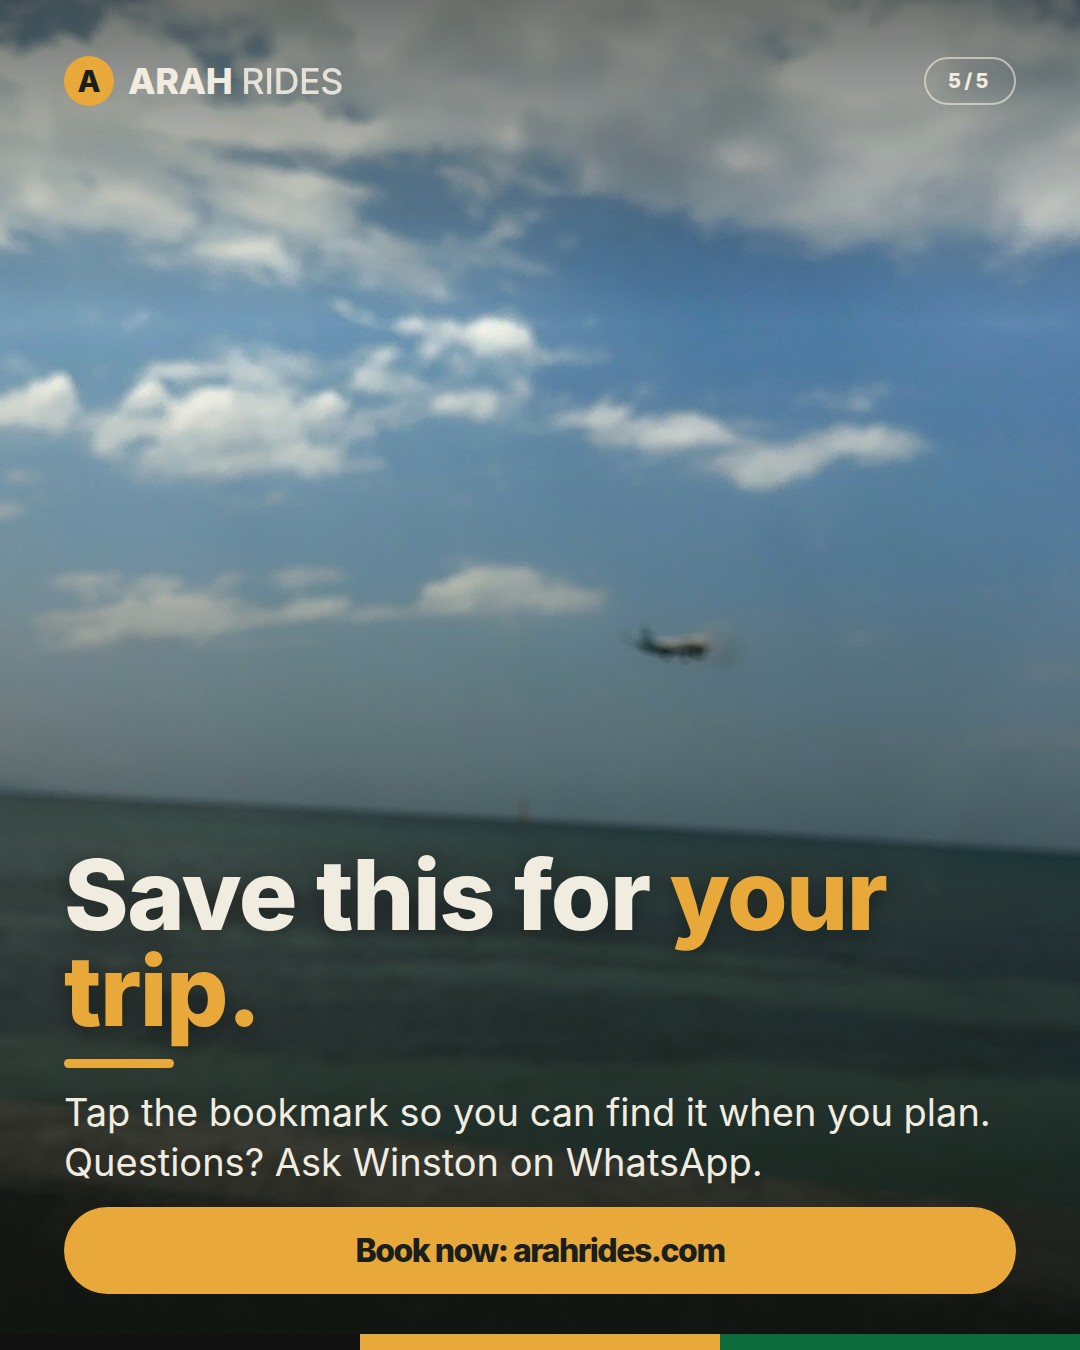 A ARAH RIDES
5/5
Save this for your
trip.
Tap the bookmark so you can find it when you plan.
Questions? Ask Winston on WhatsApp.
Book now: arahrides.com